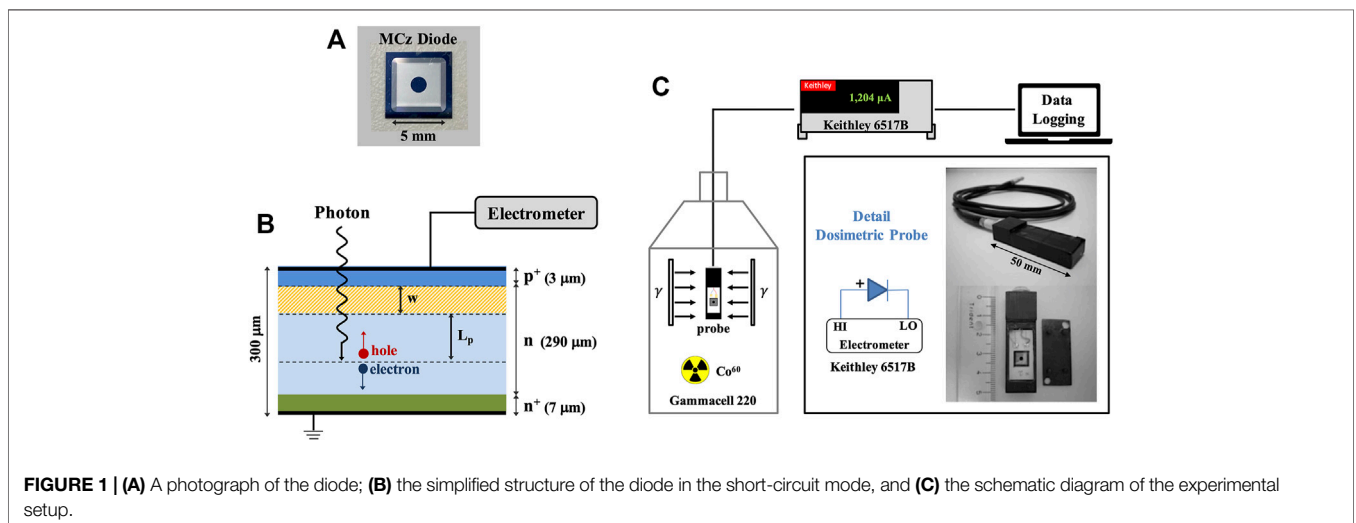 A
MCz Diode
5 mm
B
Photon
Electrometer
300 μm
p⁺ (3 μm)
w
Lₚ
n (290 μm)
hole
electron
n⁺ (7 μm)
C
Keithley
1,204 μA
Keithley 6517B
Data
Logging
γ
γ
probe
Co⁶⁰
Gammacell 220
Detail
Dosimetric Probe
+
HI
LO
Electrometer
Keithley 6517B
50 mm
FIGURE 1 | (A) A photograph of the diode; (B) the simplified structure of the diode in the short-circuit mode, and (C) the schematic diagram of the experimental
setup.